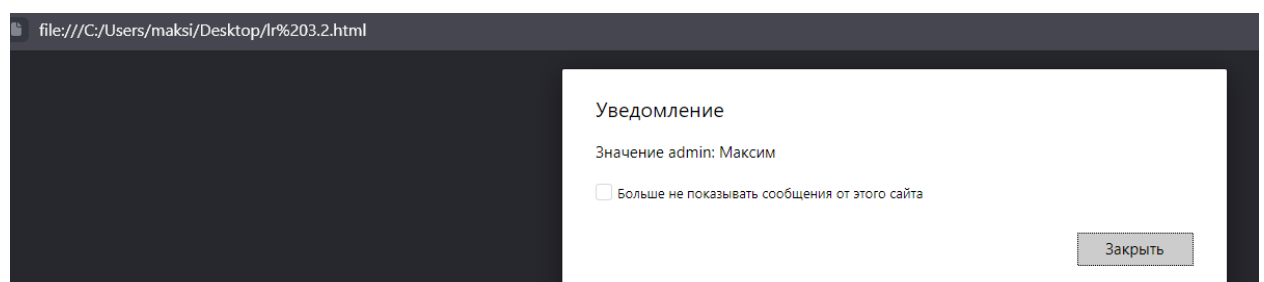 file:///C:/Users/maksi/Desktop/lr%203.2.html
Уведомление
Значение admin: Максим
Больше не показывать сообщения от этого сайта
Закрыть